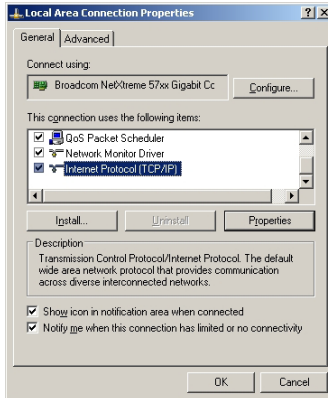 Local Area Connection Properties
General
Advanced
Connect using:
Broadcom NetXtreme 57xx Gigabit Cc
Configure...
This connection uses the following items:
QoS Packet Scheduler
Network Monitor Driver
Internet Protocol (TCP/IP)
Install...
Uninstall
Properties
Description
Transmission Control Protocol/Internet Protocol. The default
wide area network protocol that provides communication
across diverse interconnected networks.
Show icon in notification area when connected
Notify me when this connection has limited or no connectivity
OK
Cancel